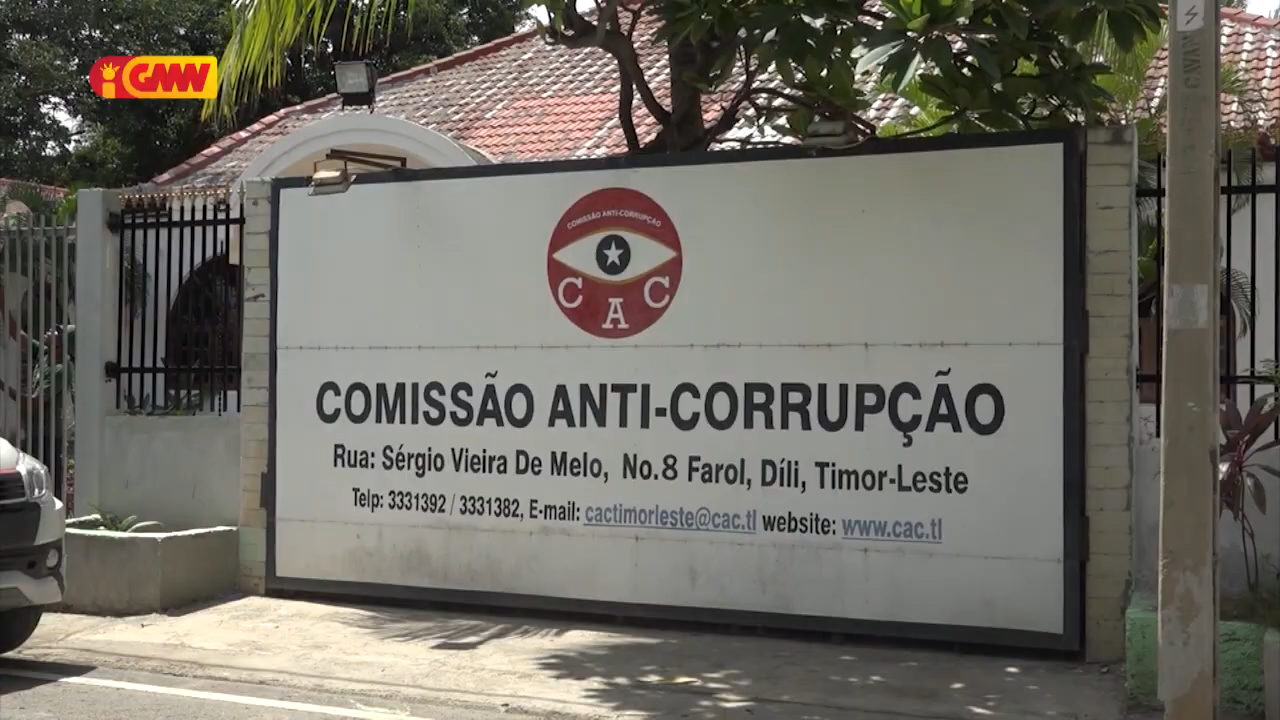 GMW
COMISSÃO ANTI-CORRUPÇÃO
C A C
COMISSÃO ANTI-CORRUPÇÃO
Rua: Sérgio Vieira De Melo, No.8 Farol, Díli, Timor-Leste
Telp: 3331392 / 3331382, E-mail: cactimorleste@cac.tl website: www.cac.tl